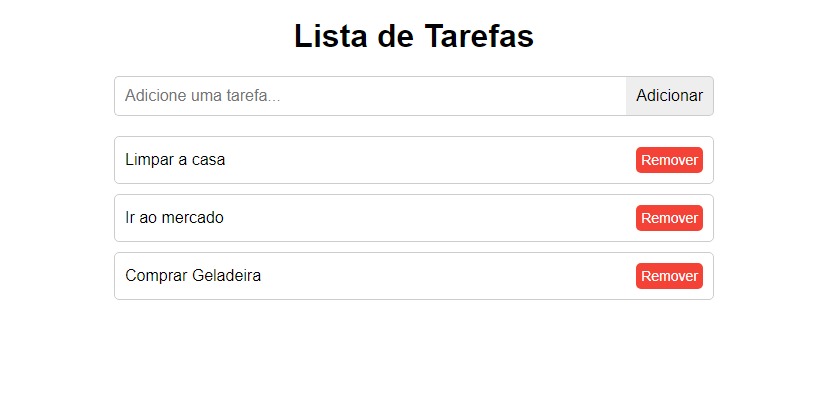 Lista de Tarefas
Adicione uma tarefa... Adicionar
Limpar a casa Remover
Ir ao mercado Remover
Comprar Geladeira Remover